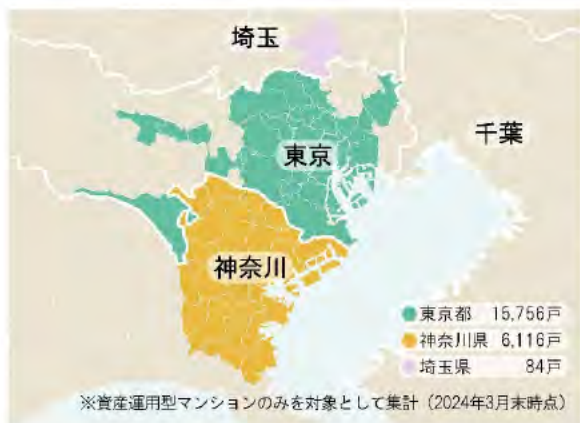 埼玉
千葉
東京
神奈川
東京都 15,756戸
神奈川県 6,116戸
埼玉県 84戸
※資産運用型マンションのみを対象として集計（2024年3月末時点）